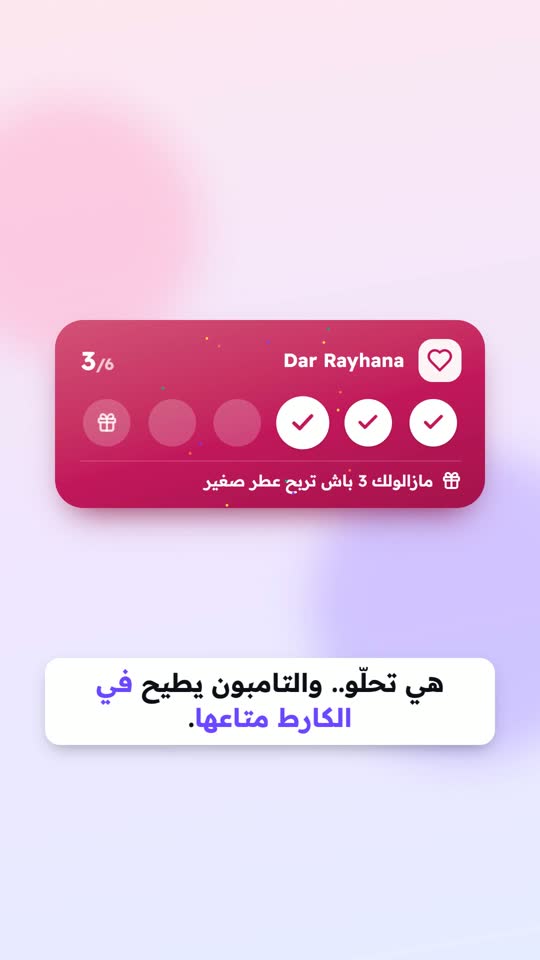 Dar Rayhana
3/6
مازالولك 3 باش تربح عطر صغير
هي تحلّو.. والتامبون يطيح في
الكارط متاعها.